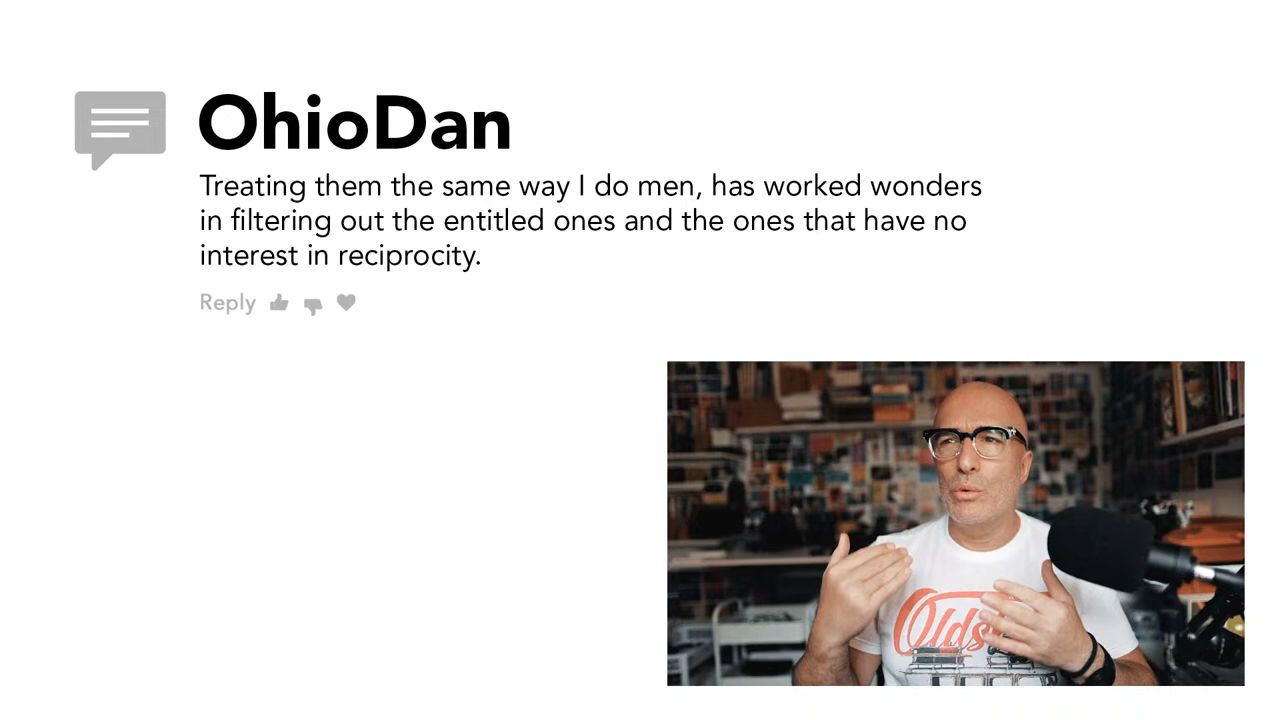 OhioDan
Treating them the same way I do men, has worked wonders
in filtering out the entitled ones and the ones that have no
interest in reciprocity.
Reply
Olds